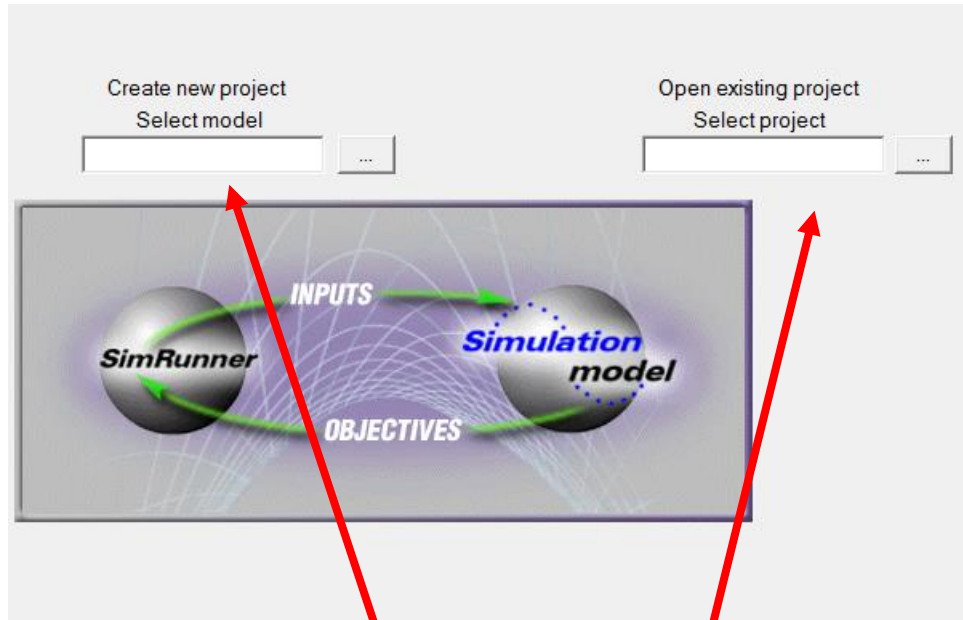 Create new project
Select model
...
Open existing project
Select project
...
INPUTS
SimRunner
Simulation
model
OBJECTIVES